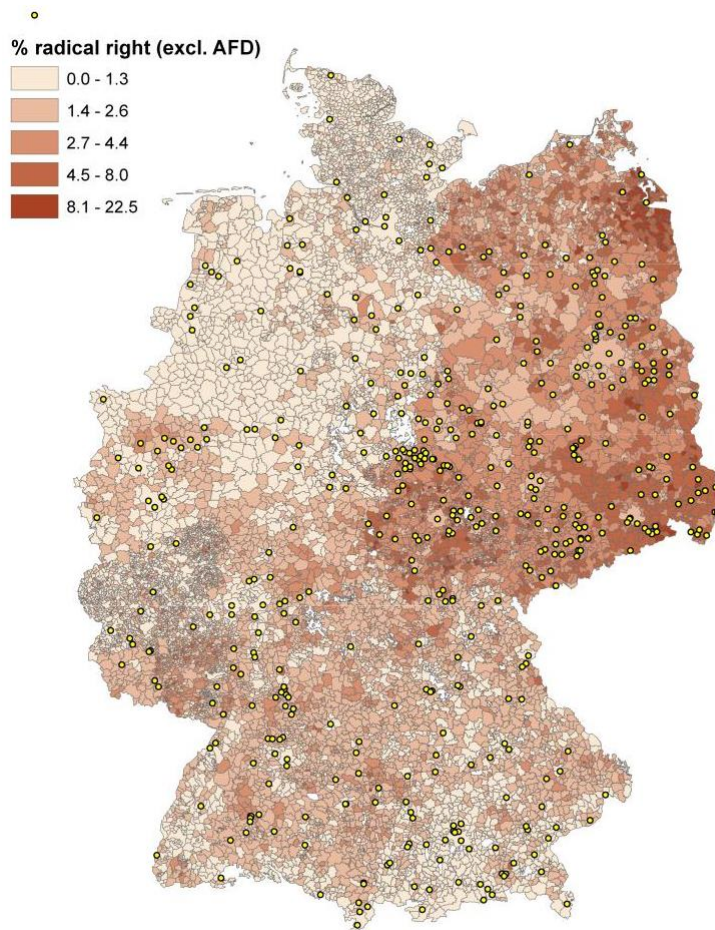 % radical right (excl. AFD)
0.0 - 1.3
1.4 - 2.6
2.7 - 4.4
4.5 - 8.0
8.1 - 22.5